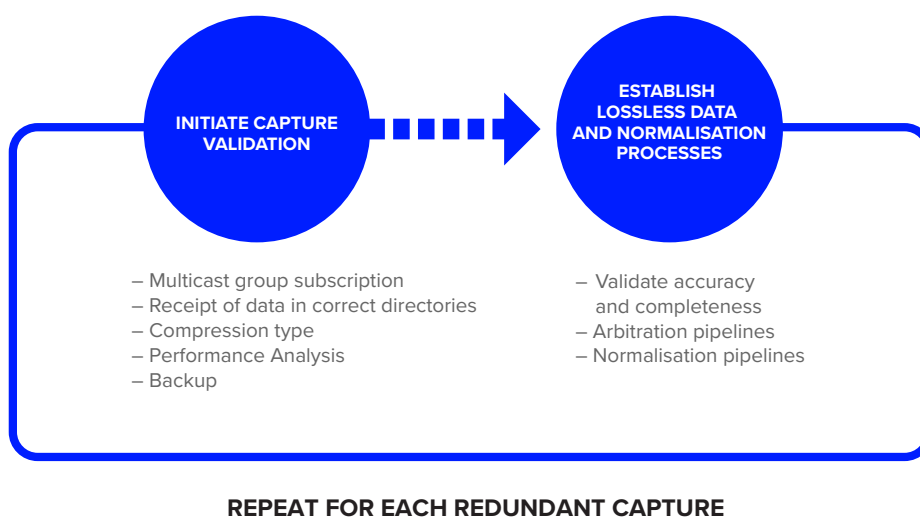 INITIATE CAPTURE
VALIDATION
ESTABLISH
LOSSLESS DATA
AND NORMALISATION
PROCESSES
– Multicast group subscription
– Receipt of data in correct directories
– Compression type
– Performance Analysis
– Backup
– Validate accuracy
and completeness
– Arbitration pipelines
– Normalisation pipelines
REPEAT FOR EACH REDUNDANT CAPTURE